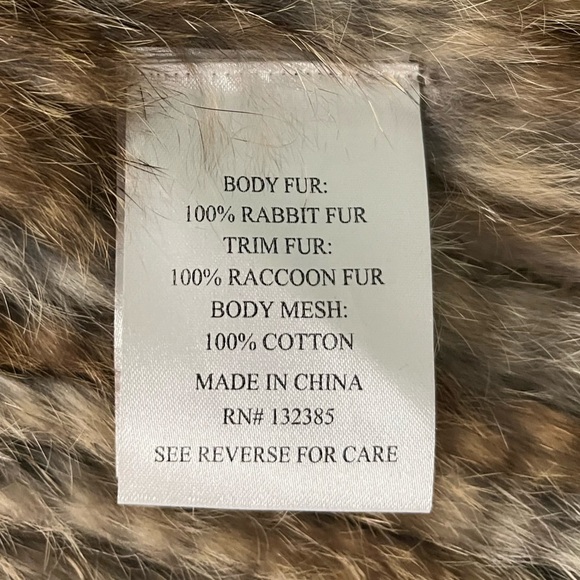 BODY FUR:
100% RABBIT FUR
TRIM FUR:
100% RACCOON FUR
BODY MESH:
100% COTTON
MADE IN CHINA
RN# 132385
SEE REVERSE FOR CARE